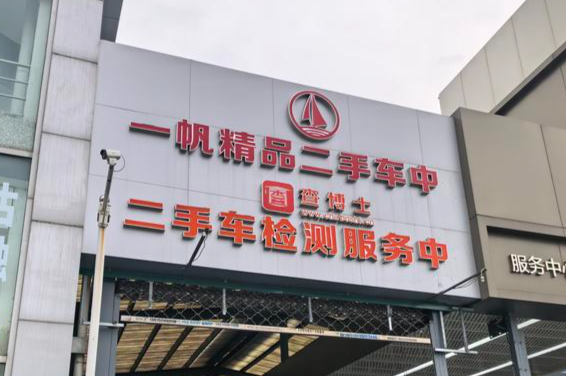 一帆精品二手车中
查博士
二手车检测服务中
服务中心